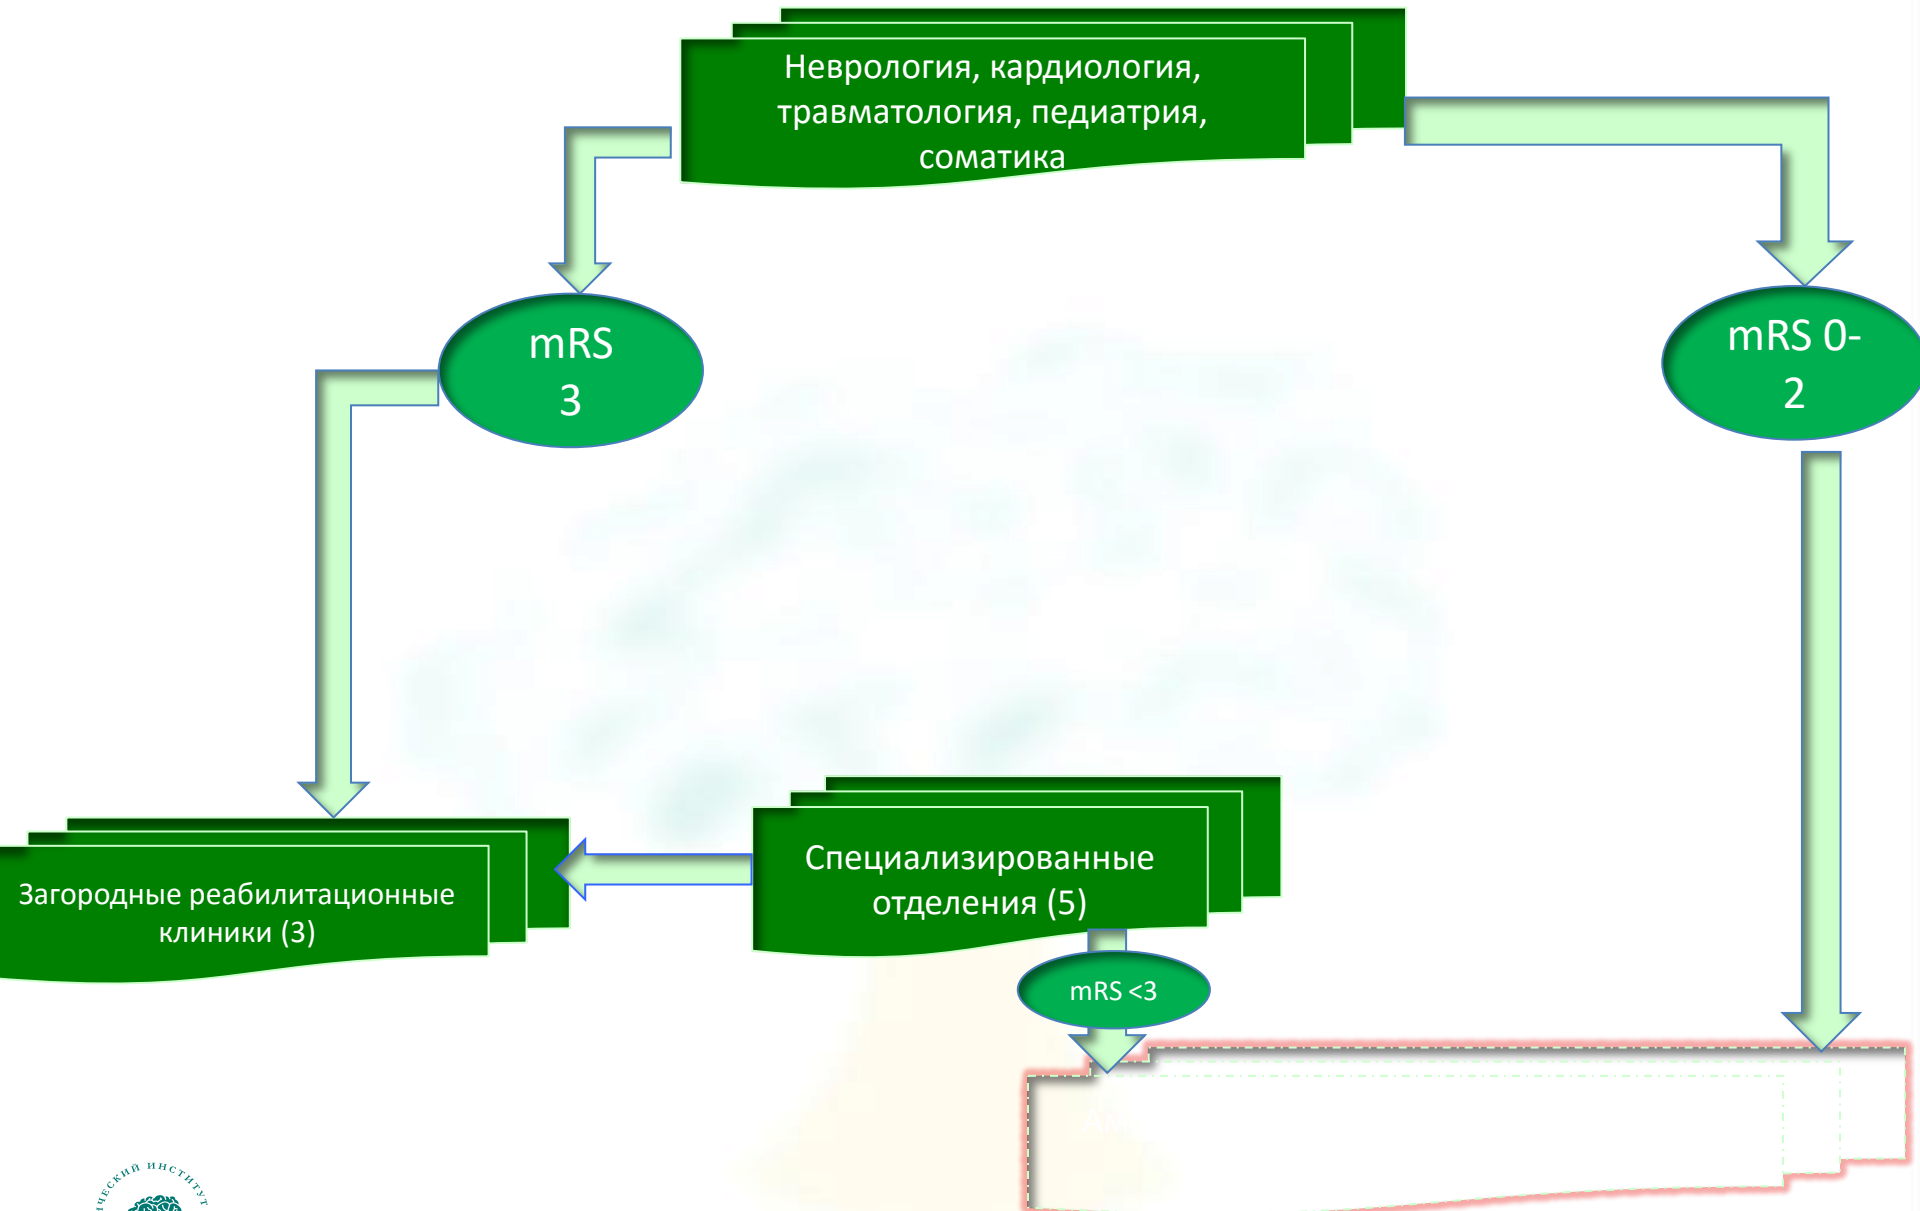 Неврология, кардиология,
травматология, педиатрия,
соматика
mRS
3
mRS 0-
2
Специализированные
отделения (5)
Загородные реабилитационные
клиники (3)
mRS <3
ИНСТИТУТ